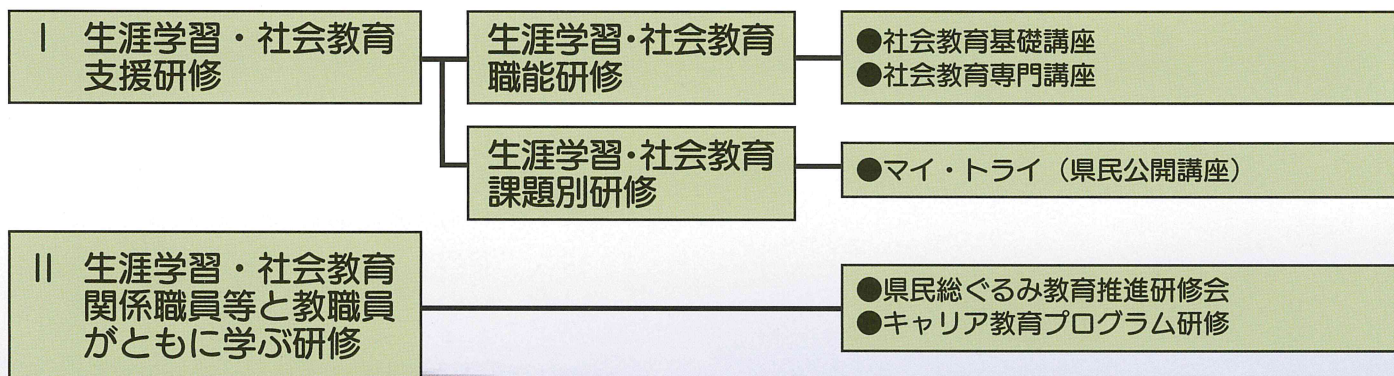 I 生涯学習・社会教育
支援研修
生涯学習・社会教育
職能研修
●社会教育基礎講座
●社会教育専門講座
生涯学習・社会教育
課題別研修
●マイ・トライ（県民公開講座）
II 生涯学習・社会教育
関係職員等と教職員
がともに学ぶ研修
●県民総ぐるみ教育推進研修会
●キャリア教育プログラム研修